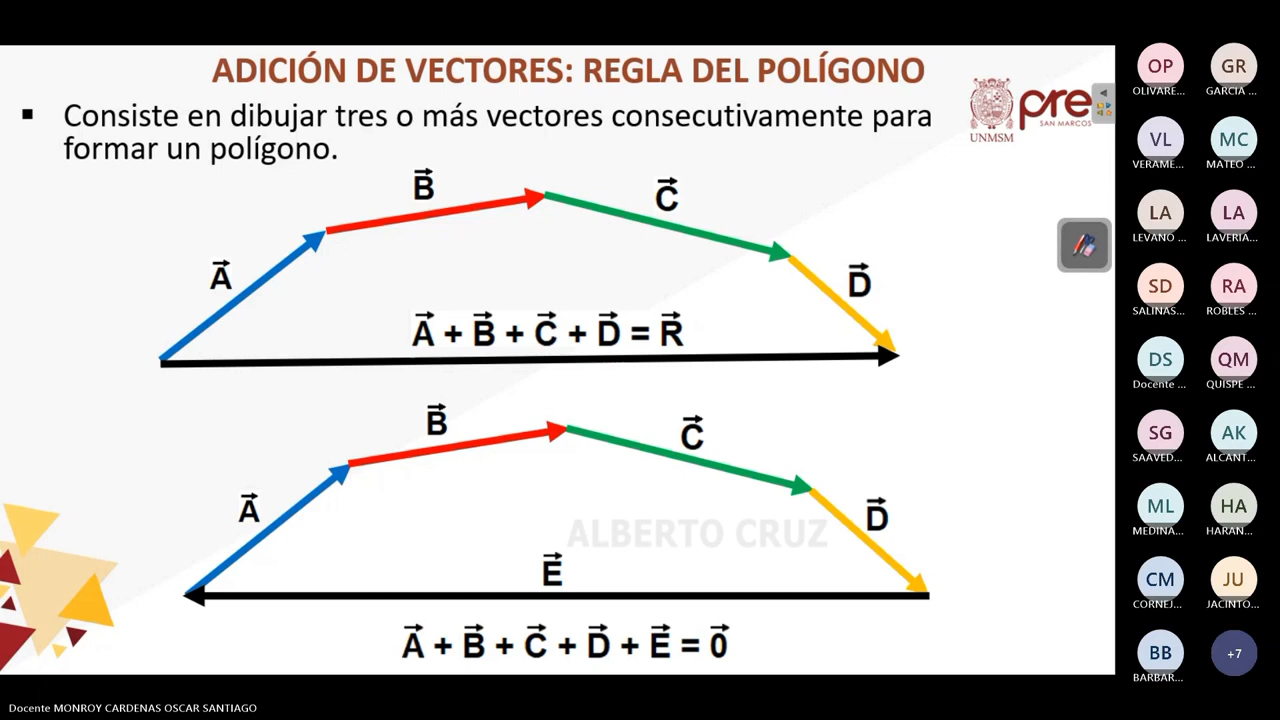 ADICIÓN DE VECTORES: REGLA DEL POLÍGONO
▪ Consiste en dibujar tres o más vectores consecutivamente para
formar un polígono.
UNMSM
pre
SAN MARCOS
B⃗
C⃗
A⃗
D⃗
A⃗ + B⃗ + C⃗ + D⃗ = R⃗
B⃗
C⃗
A⃗
D⃗
ALBERTO CRUZ
E⃗
A⃗ + B⃗ + C⃗ + D⃗ + E⃗ = 0⃗
OP GR
OLIVARE... GARCIA ...
VL MC
VERAME... MATEO ...
LA LA
LEVANO ... LAVERIA...
SD RA
SALINAS... ROBLES ...
DS QM
Docente ... QUISPE ...
SG AK
SAAVED... ALCANT...
ML HA
MEDINA... HARAN...
CM JU
CORNEJ... JACINTO...
BB +7
BARBAR...
Docente MONROY CARDENAS OSCAR SANTIAGO